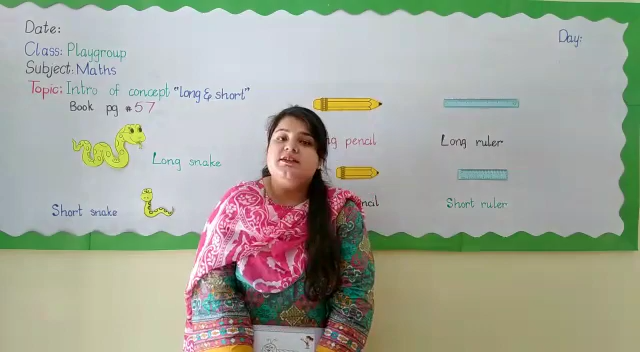 Date:
Day:
Class: Playgroup
Subject: Maths
Topic: Intro of concept "long & short"
Book pg # 57
pencil
Long ruler
Long snake
Short snake
Short ruler